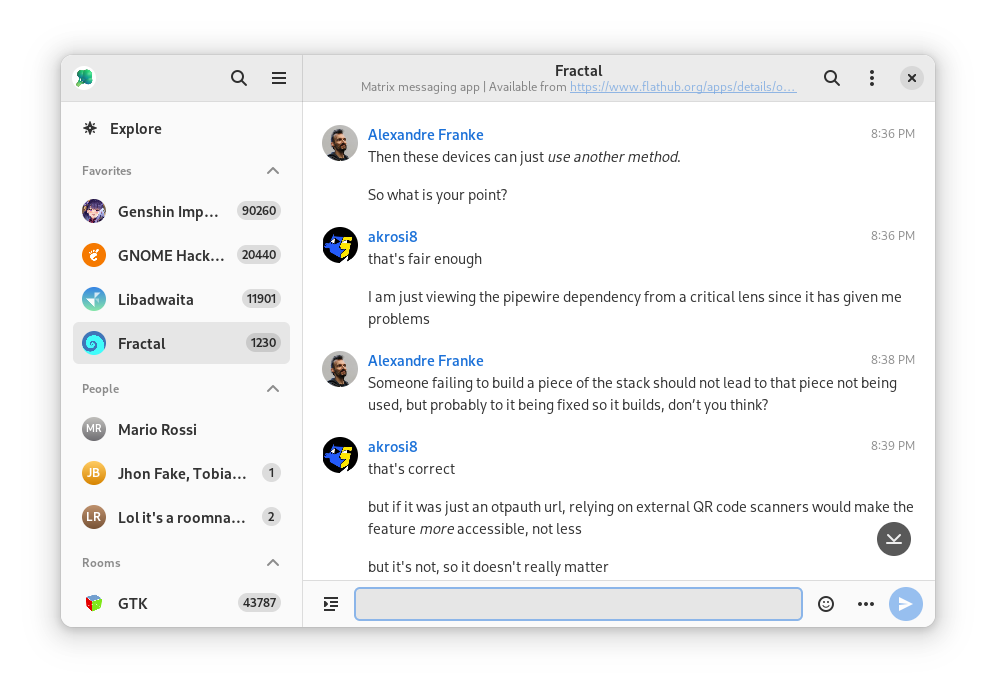 Fractal
Matrix messaging app | Available from https://www.flathub.org/apps/details/o…
Explore
Favorites
Genshin Imp… 90260
GNOME Hack… 20440
Libadwaita 11901
Fractal 1230
People
MR Mario Rossi
JB Jhon Fake, Tobia… 1
LR Lol it's a roomna… 2
Rooms
GTK 43787
Alexandre Franke 8:36 PM
Then these devices can just use another method.
So what is your point?
akrosi8 8:36 PM
that's fair enough
I am just viewing the pipewire dependency from a critical lens since it has given me
problems
Alexandre Franke 8:38 PM
Someone failing to build a piece of the stack should not lead to that piece not being
used, but probably to it being fixed so it builds, don’t you think?
akrosi8 8:39 PM
that's correct
but if it was just an otpauth url, relying on external QR code scanners would make the
feature more accessible, not less
but it's not, so it doesn't really matter